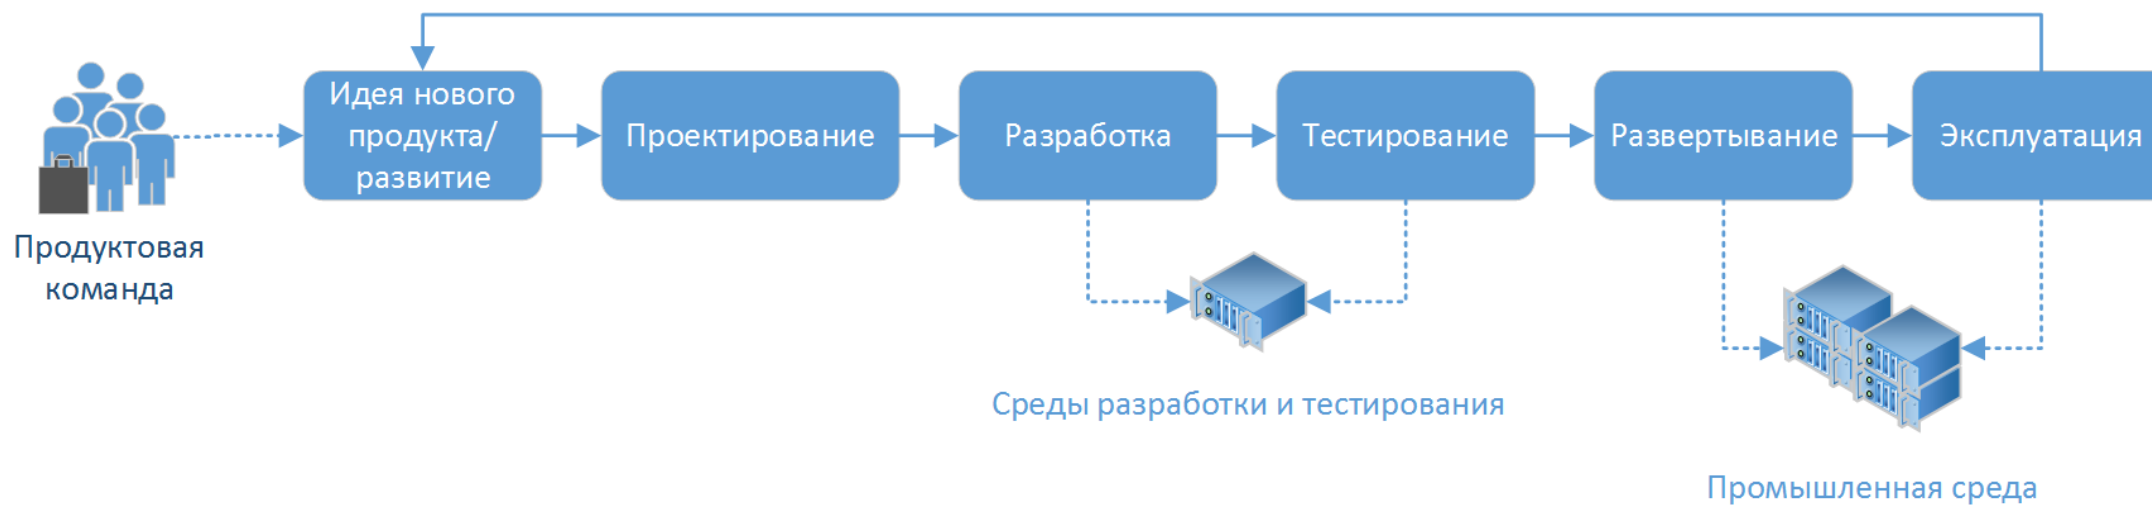 Идея нового
продукта/
развитие
Проектирование
Разработка
Тестирование
Развертывание
Эксплуатация
Продуктовая
команда
Среды разработки и тестирования
Промышленная среда